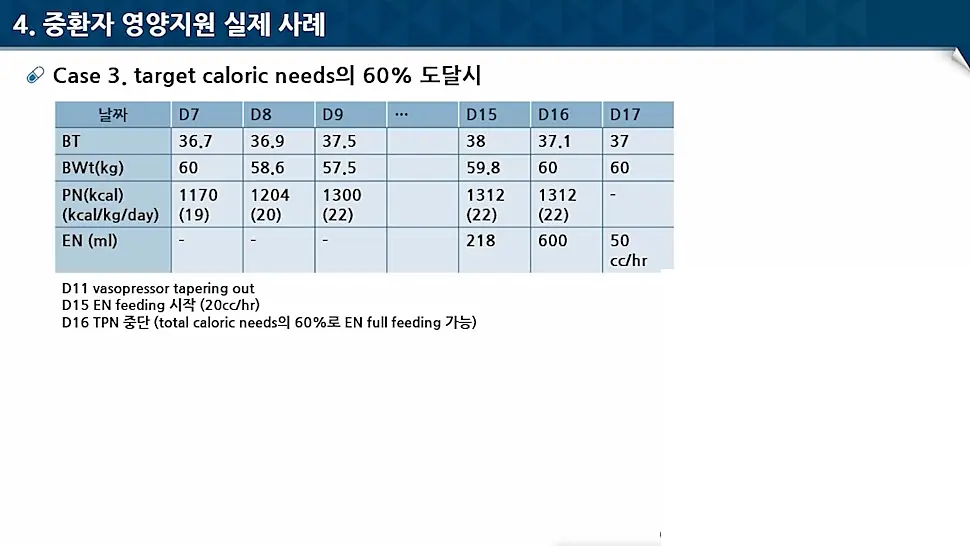 4. 중환자 영양지원 실제 사례
Case 3. target caloric needs의 60% 도달시
날짜 D7 D8 D9 ... D15 D16 D17
BT 36.7 36.9 37.5 38 37.1 37
BWt(kg) 60 58.6 57.5 59.8 60 60
PN(kcal) 1170 1204 1300 1312 1312 -
(kcal/kg/day) (19) (20) (22) (22) (22)
EN (ml) - - - 218 600 50
cc/hr
D11 vasopressor tapering out
D15 EN feeding 시작 (20cc/hr)
D16 TPN 중단 (total caloric needs의 60%로 EN full feeding 가능)